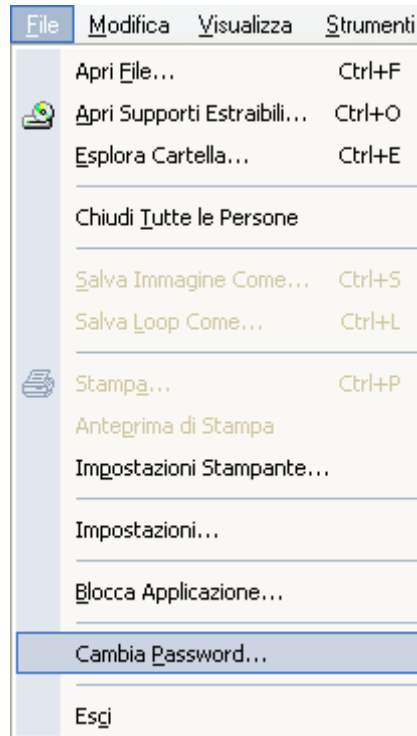 File Modifica Visualizza Strumenti
Apri File... Ctrl+F
Apri Supporti Estraibili... Ctrl+O
Esplora Cartella... Ctrl+E
Chiudi Tutte le Persone
Salva Immagine Come... Ctrl+S
Salva Loop Come... Ctrl+L
Stampa... Ctrl+P
Anteprima di Stampa
Impostazioni Stampante...
Impostazioni...
Blocca Applicazione...
Cambia Password...
Esci